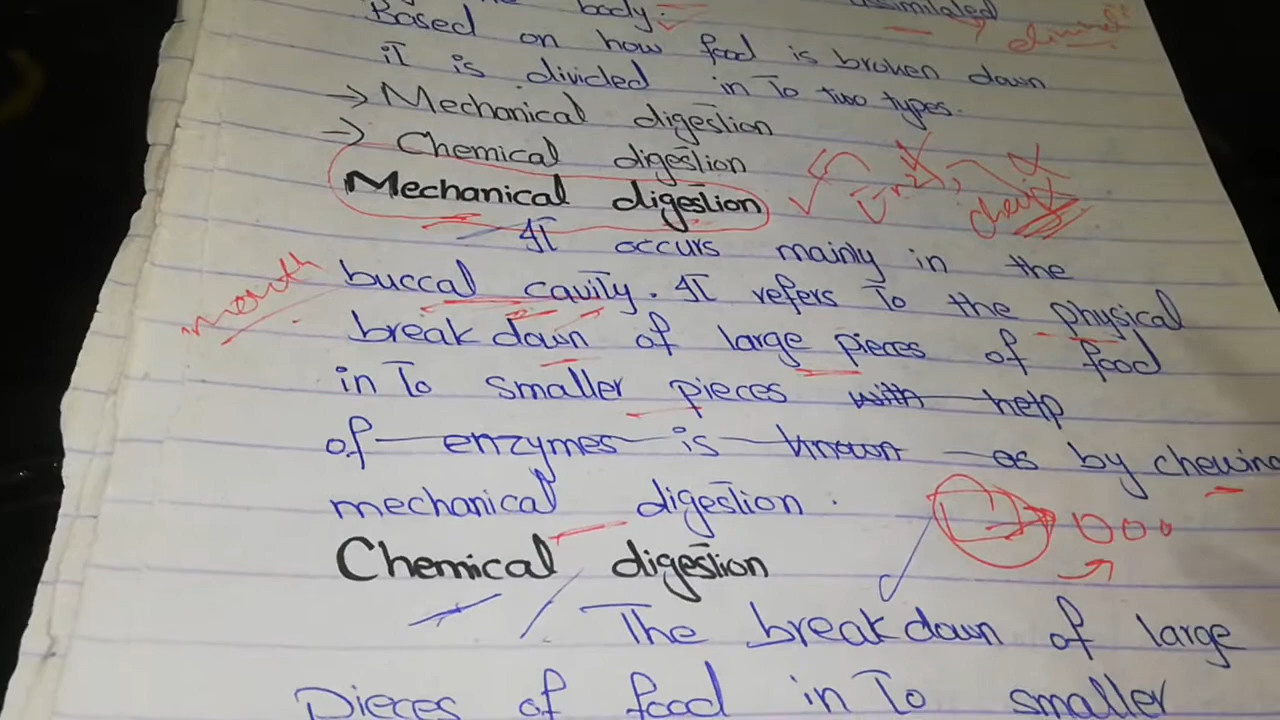 body:
assimilated
Based on how food is broken down
it is divided in to two types.
→ Mechanical digestion
→ Chemical digestion
Mechanical digestion
It occurs mainly in the
mouth
buccal cavity. It refers to the physical
break down of large pieces of food
in to smaller pieces with help
of enzymes is known as by chewing
mechanical digestion.
Chemical digestion
The break down of large
pieces of food in to smaller